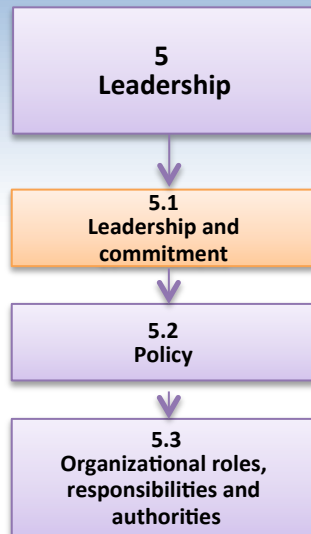 5
Leadership
5.1
Leadership and
commitment
5.2
Policy
5.3
Organizational roles,
responsibilities and
authorities